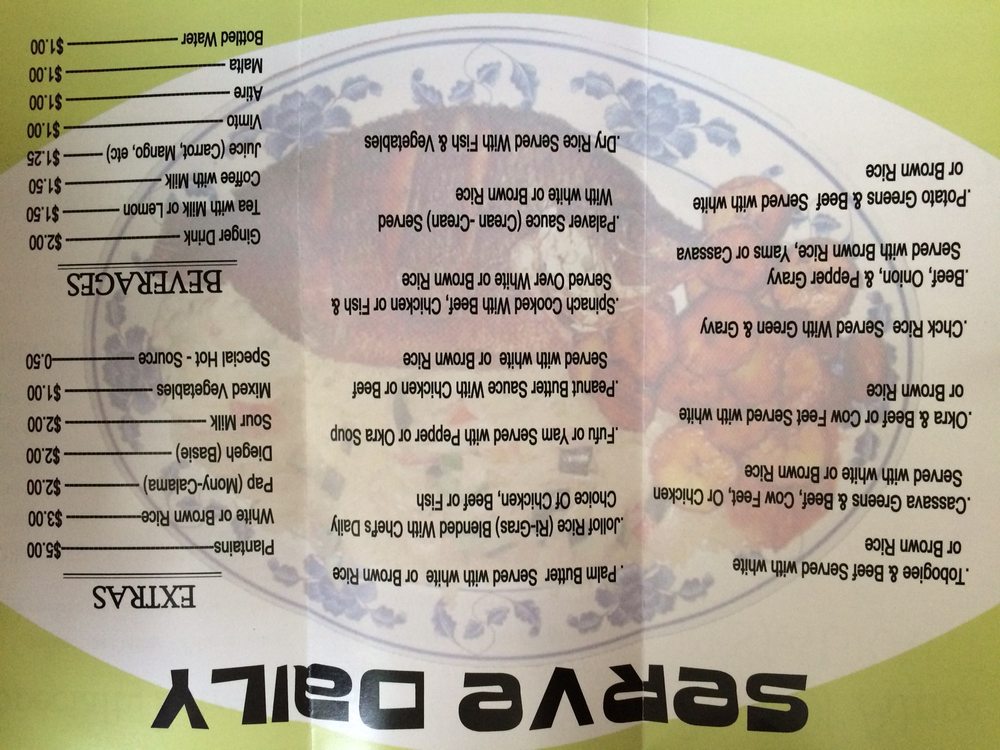 SERVE DAILY
.Tobogiee & Beef Served with white
or Brown Rice
.Cassava Greens & Beef, Cow Feet, Or Chicken
Served with white or Brown Rice
.Okra & Beef or Cow Feet Served with white
or Brown Rice
.Chck Rice Served With Green & Gravy
.Beef, Onion, & Pepper Gravy
Served with Brown Rice, Yams or Cassava
.Potato Greens & Beef Served with white
or Brown Rice
. Palm Butter Served with white or Brown Rice
.Jollof Rice (Ri-Gras) Blended With Chef's Daily
Choice Of Chicken, Beef or Fish
.Fufu or Yam Served with Pepper or Okra Soup
.Peanut Butter Sauce With Chicken or Beef
Served with white or Brown Rice
.Spinach Cooked With Beef, Chicken or Fish &
Served Over White or Brown Rice
.Palaver Sauce (Crean -Crean) Served
With white or Brown Rice
.Dry Rice Served With Fish & Vegetables
EXTRAS
Plantains $5.00
White or Brown Rice $3.00
Pap (Mony-Calama) $2.00
Diegeh (Basie) $2.00
Sour Milk $2.00
Mixed Vegetables $1.00
Special Hot - Source 0.50
BEVERAGES
Ginger Drink $2.00
Tea with Milk or Lemon $1.50
Coffee with Milk $1.50
Juice (Carrot, Mango, etc) $1.25
Vimto $1.00
Atire $1.00
Malta $1.00
Bottled Water $1.00